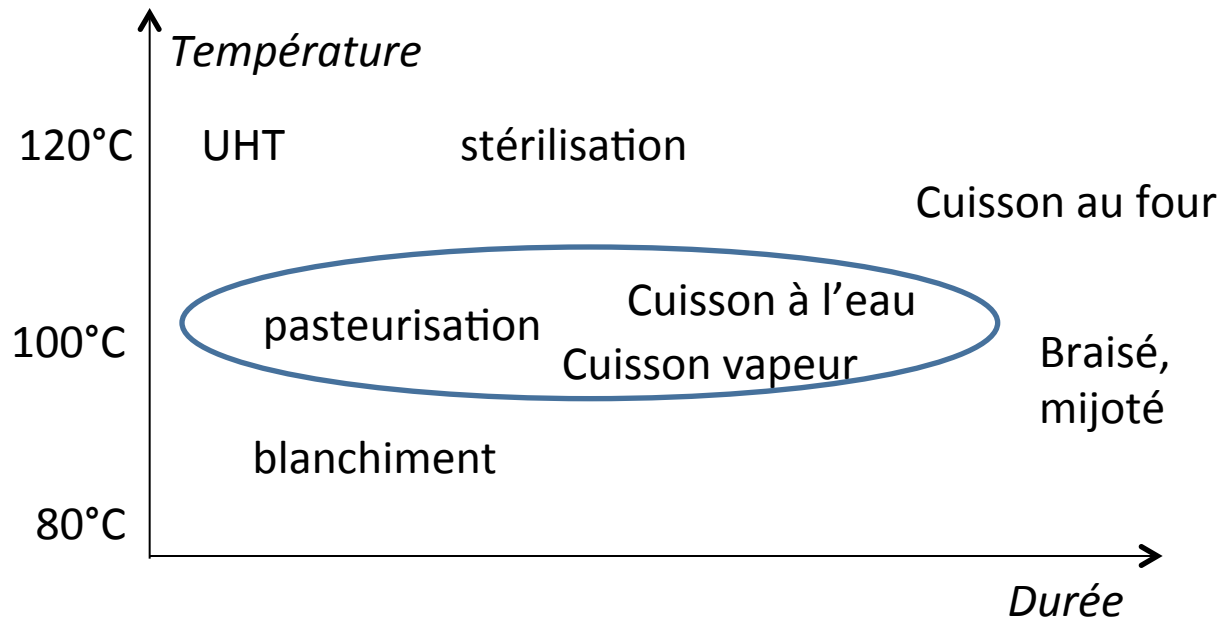 Température
120°C
UHT
stérilisation
Cuisson au four
Cuisson à l’eau
pasteurisation
100°C
Cuisson vapeur
Braisé,
mijoté
blanchiment
80°C
Durée